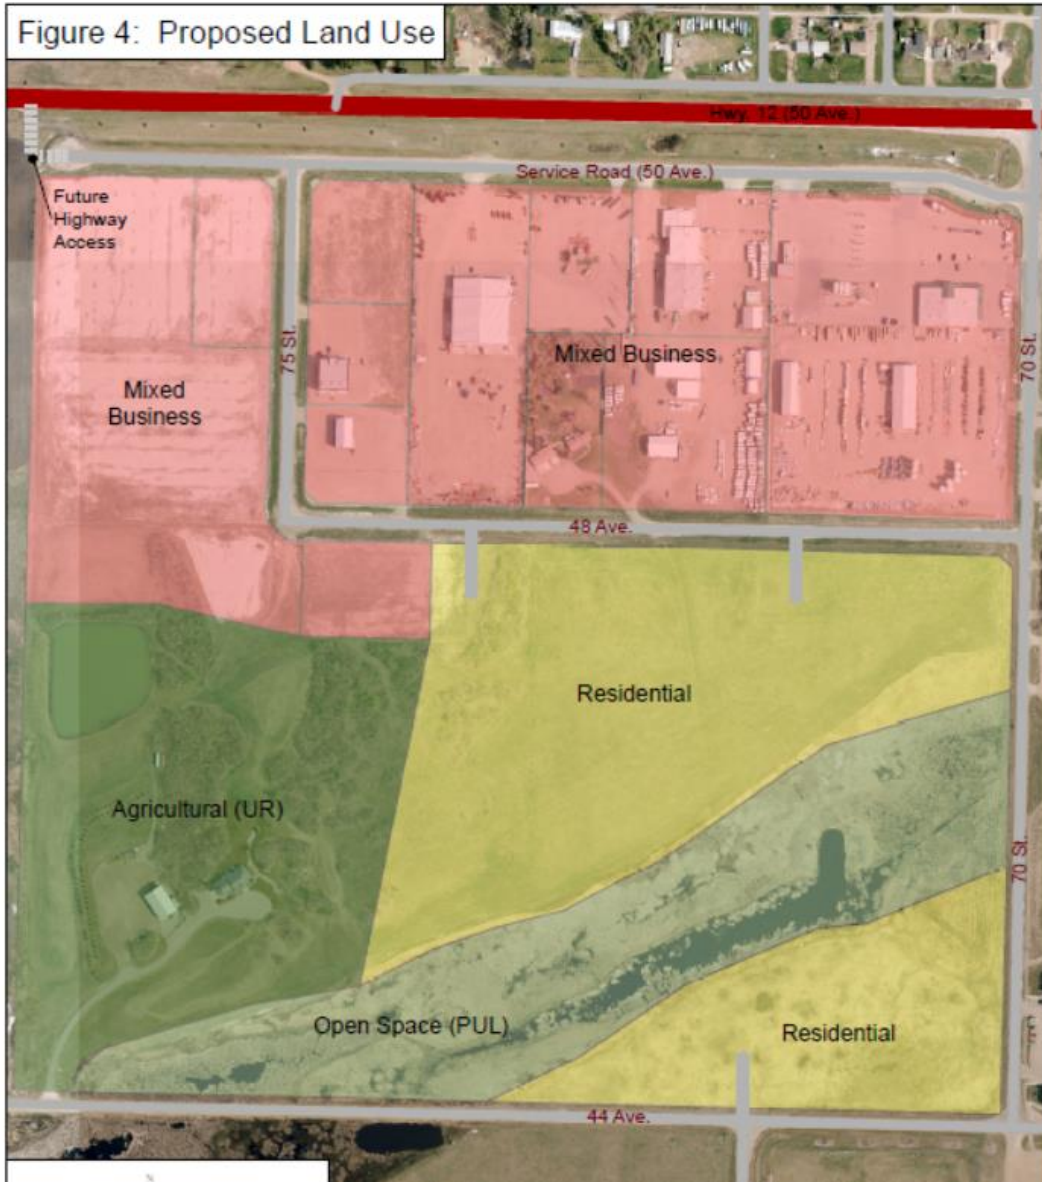 Figure 4: Proposed Land Use
Hwy. 12 (50 Ave.)
Service Road (50 Ave.)
Future
Highway
Access
75 St.
70 St.
Mixed
Business
Mixed Business
48 Ave.
Residential
Agricultural (UR)
70 St.
Open Space (PUL)
Residential
44 Ave.